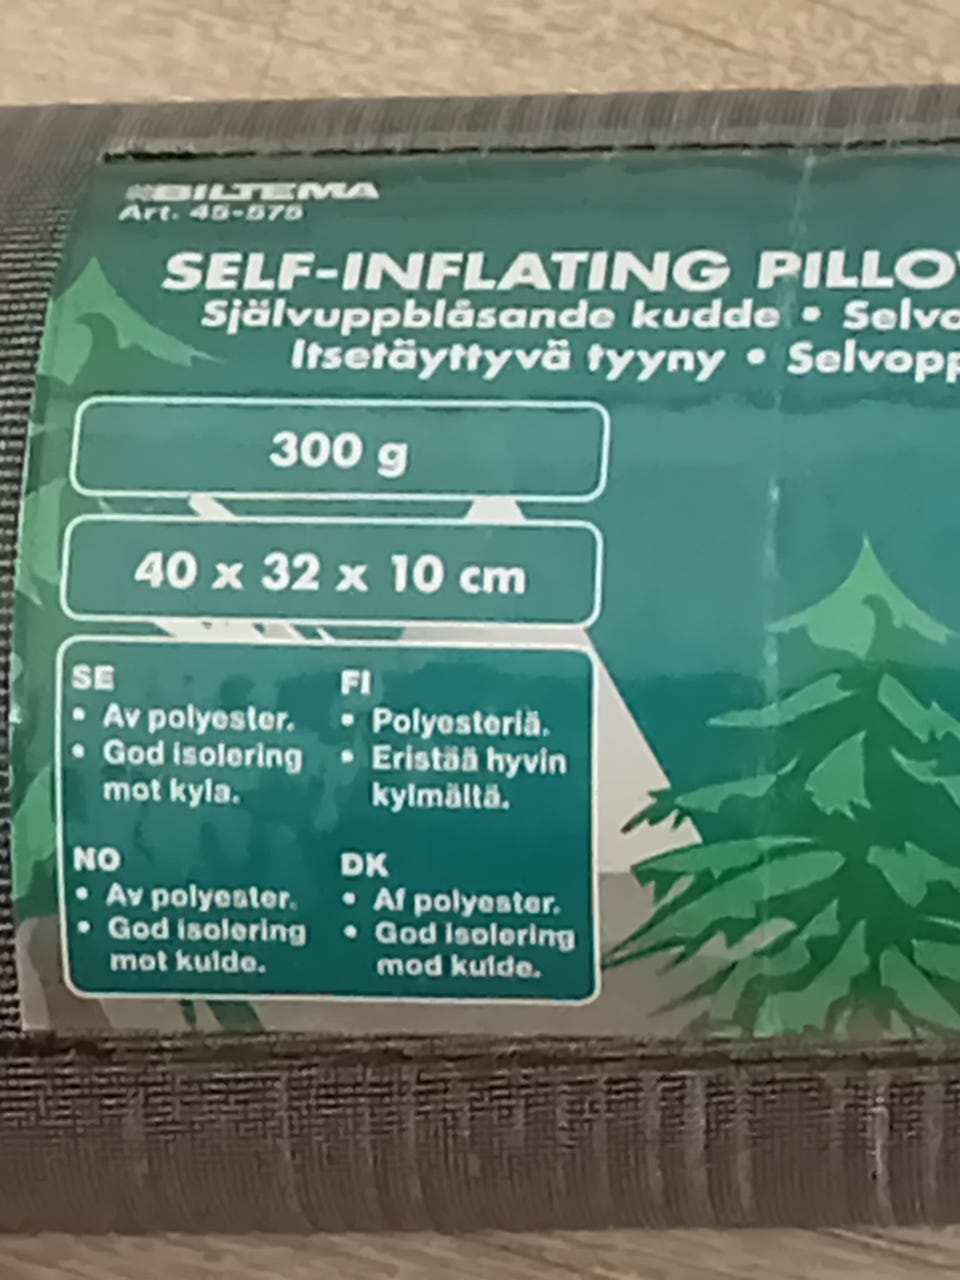 BILTEMA
Art. 45-575
SELF-INFLATING PILLO
Självuppblåsande kudde • Selvo
Itsetäyttyvä tyyny • Selvopp
300 g
40 x 32 x 10 cm
SE
• Av polyester.
• God isolering
mot kyla.
FI
• Polyesteriä.
• Eristää hyvin
kylmältä.
NO
• Av polyester.
• God isolering
mot kulde.
DK
• Af polyester.
• God isolering
mod kulde.